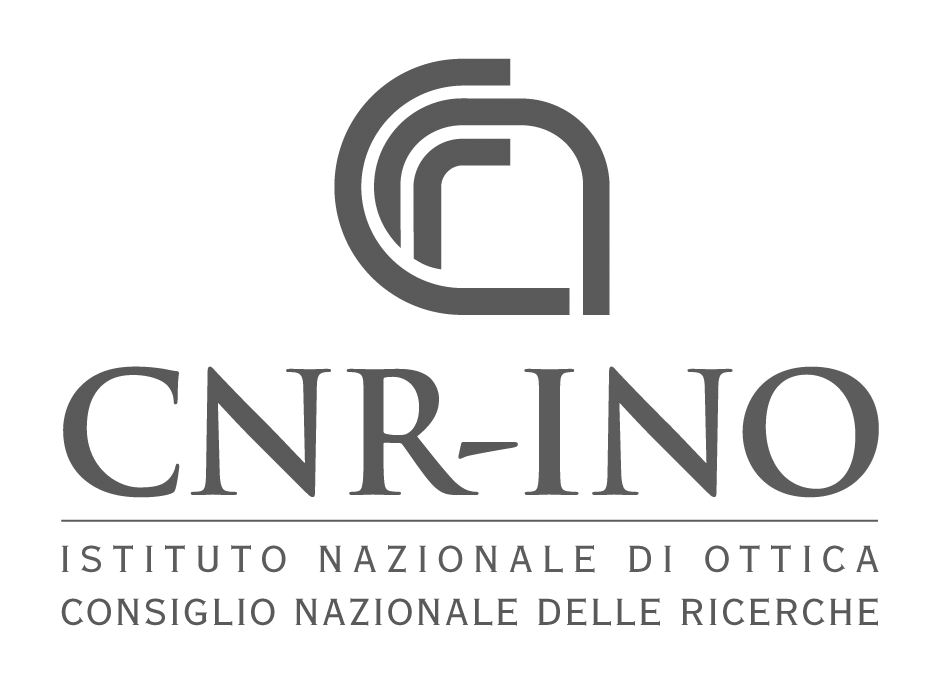 CNR-INO
ISTITUTO NAZIONALE DI OTTICA
CONSIGLIO NAZIONALE DELLE RICERCHE